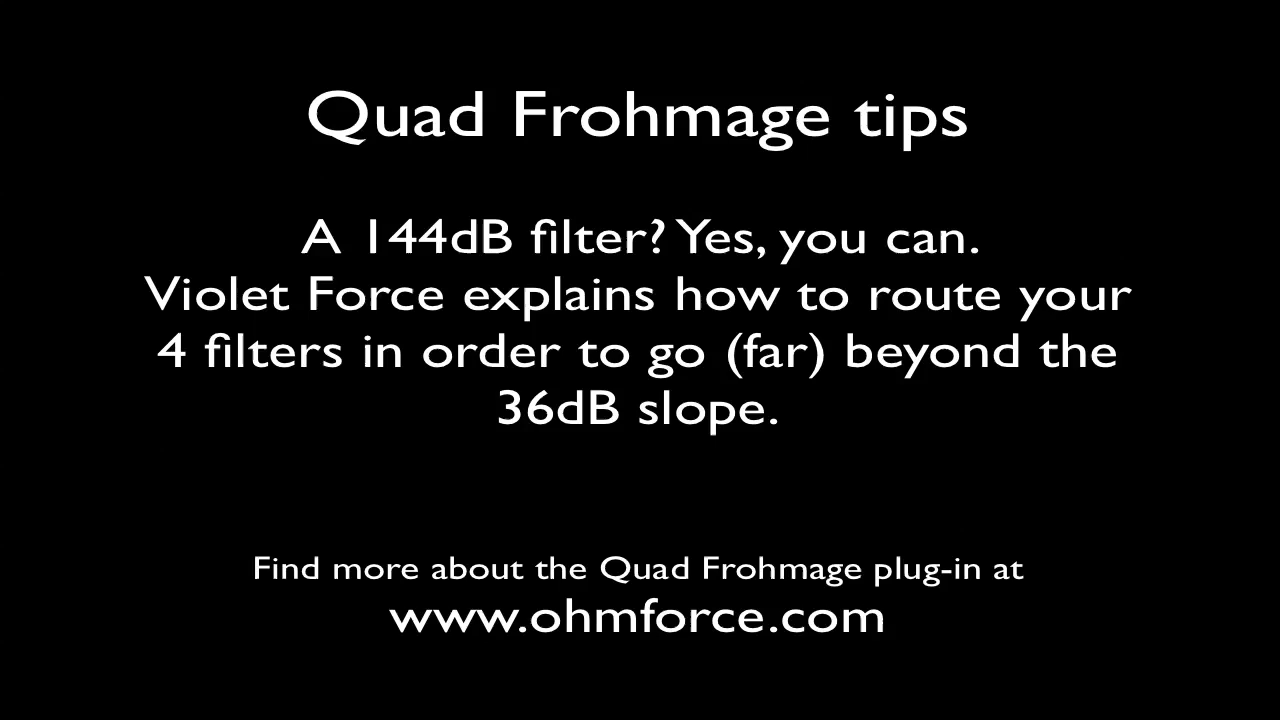 Quad Frohmage tips
A 144dB filter? Yes, you can.
Violet Force explains how to route your
4 filters in order to go (far) beyond the
36dB slope.
Find more about the Quad Frohmage plug-in at
www.ohmforce.com